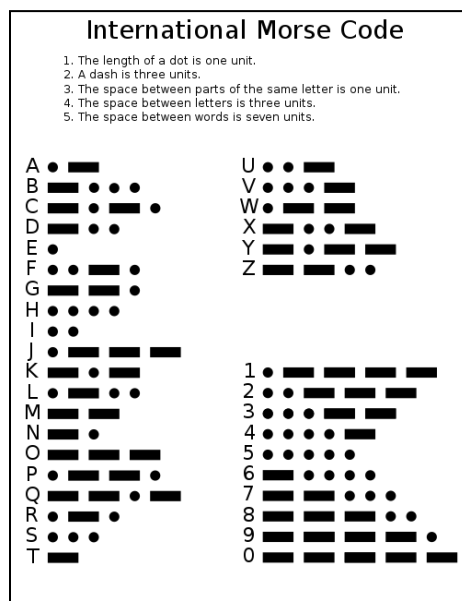 International Morse Code
1. The length of a dot is one unit.
2. A dash is three units.
3. The space between parts of the same letter is one unit.
4. The space between letters is three units.
5. The space between words is seven units.
A
B
C
D
E
F
G
H
I
J
K
L
M
N
O
P
Q
R
S
T
U
V
W
X
Y
Z
1
2
3
4
5
6
7
8
9
0